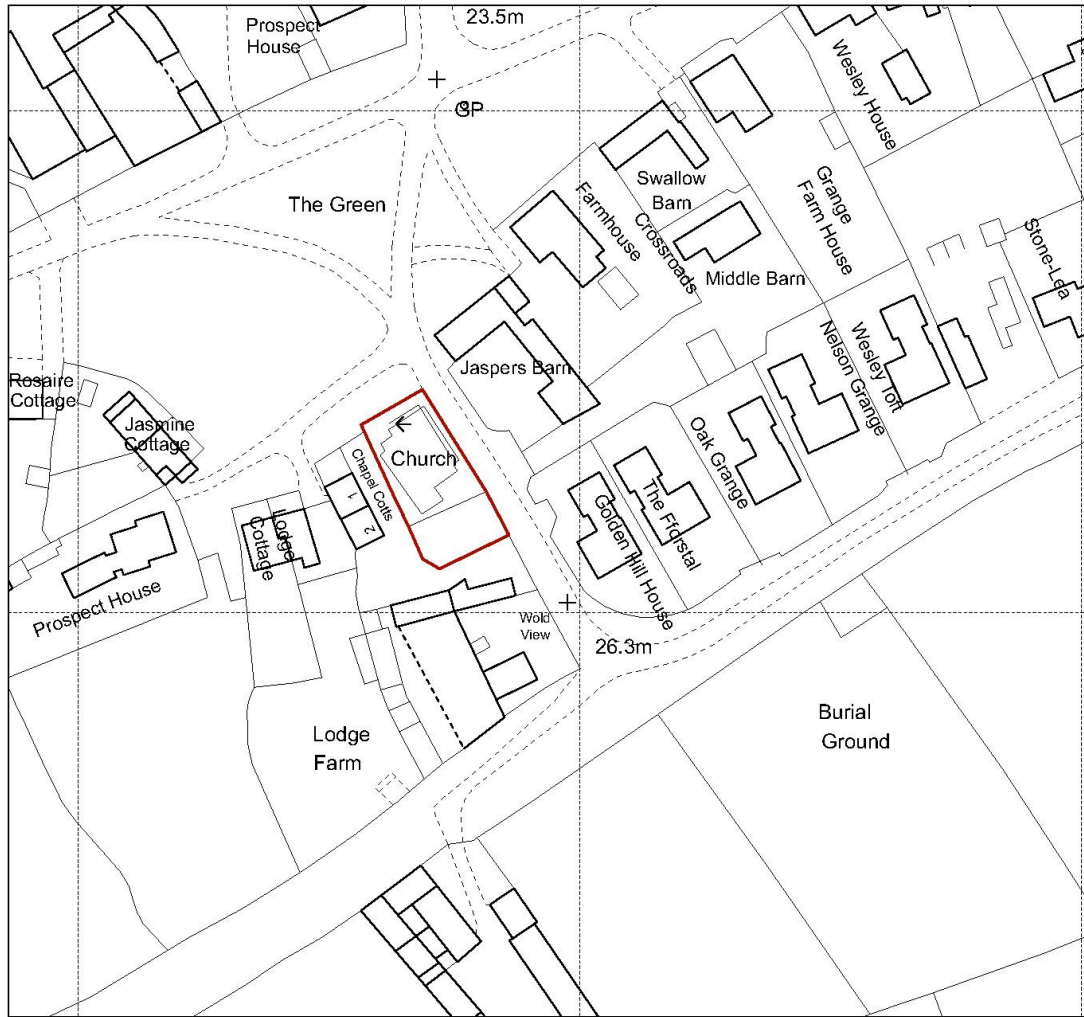 23.5m
Prospect
House
GP
Wesley House
The Green
Swallow
Barn
Farmhouse
Crossroads
Grange
Farm House
Middle Barn
Stone-Lea
Jaspers Barn
Nelson Grange
Wesley Toft
Rosaire
Cottage
Jasmine
Cottage
Church
Chapel Cotts
1
2
Oak Grange
The Fforstal
Golden Hill House
Lodge
Cottage
Prospect House
Wold
View
26.3m
Lodge
Farm
Burial
Ground